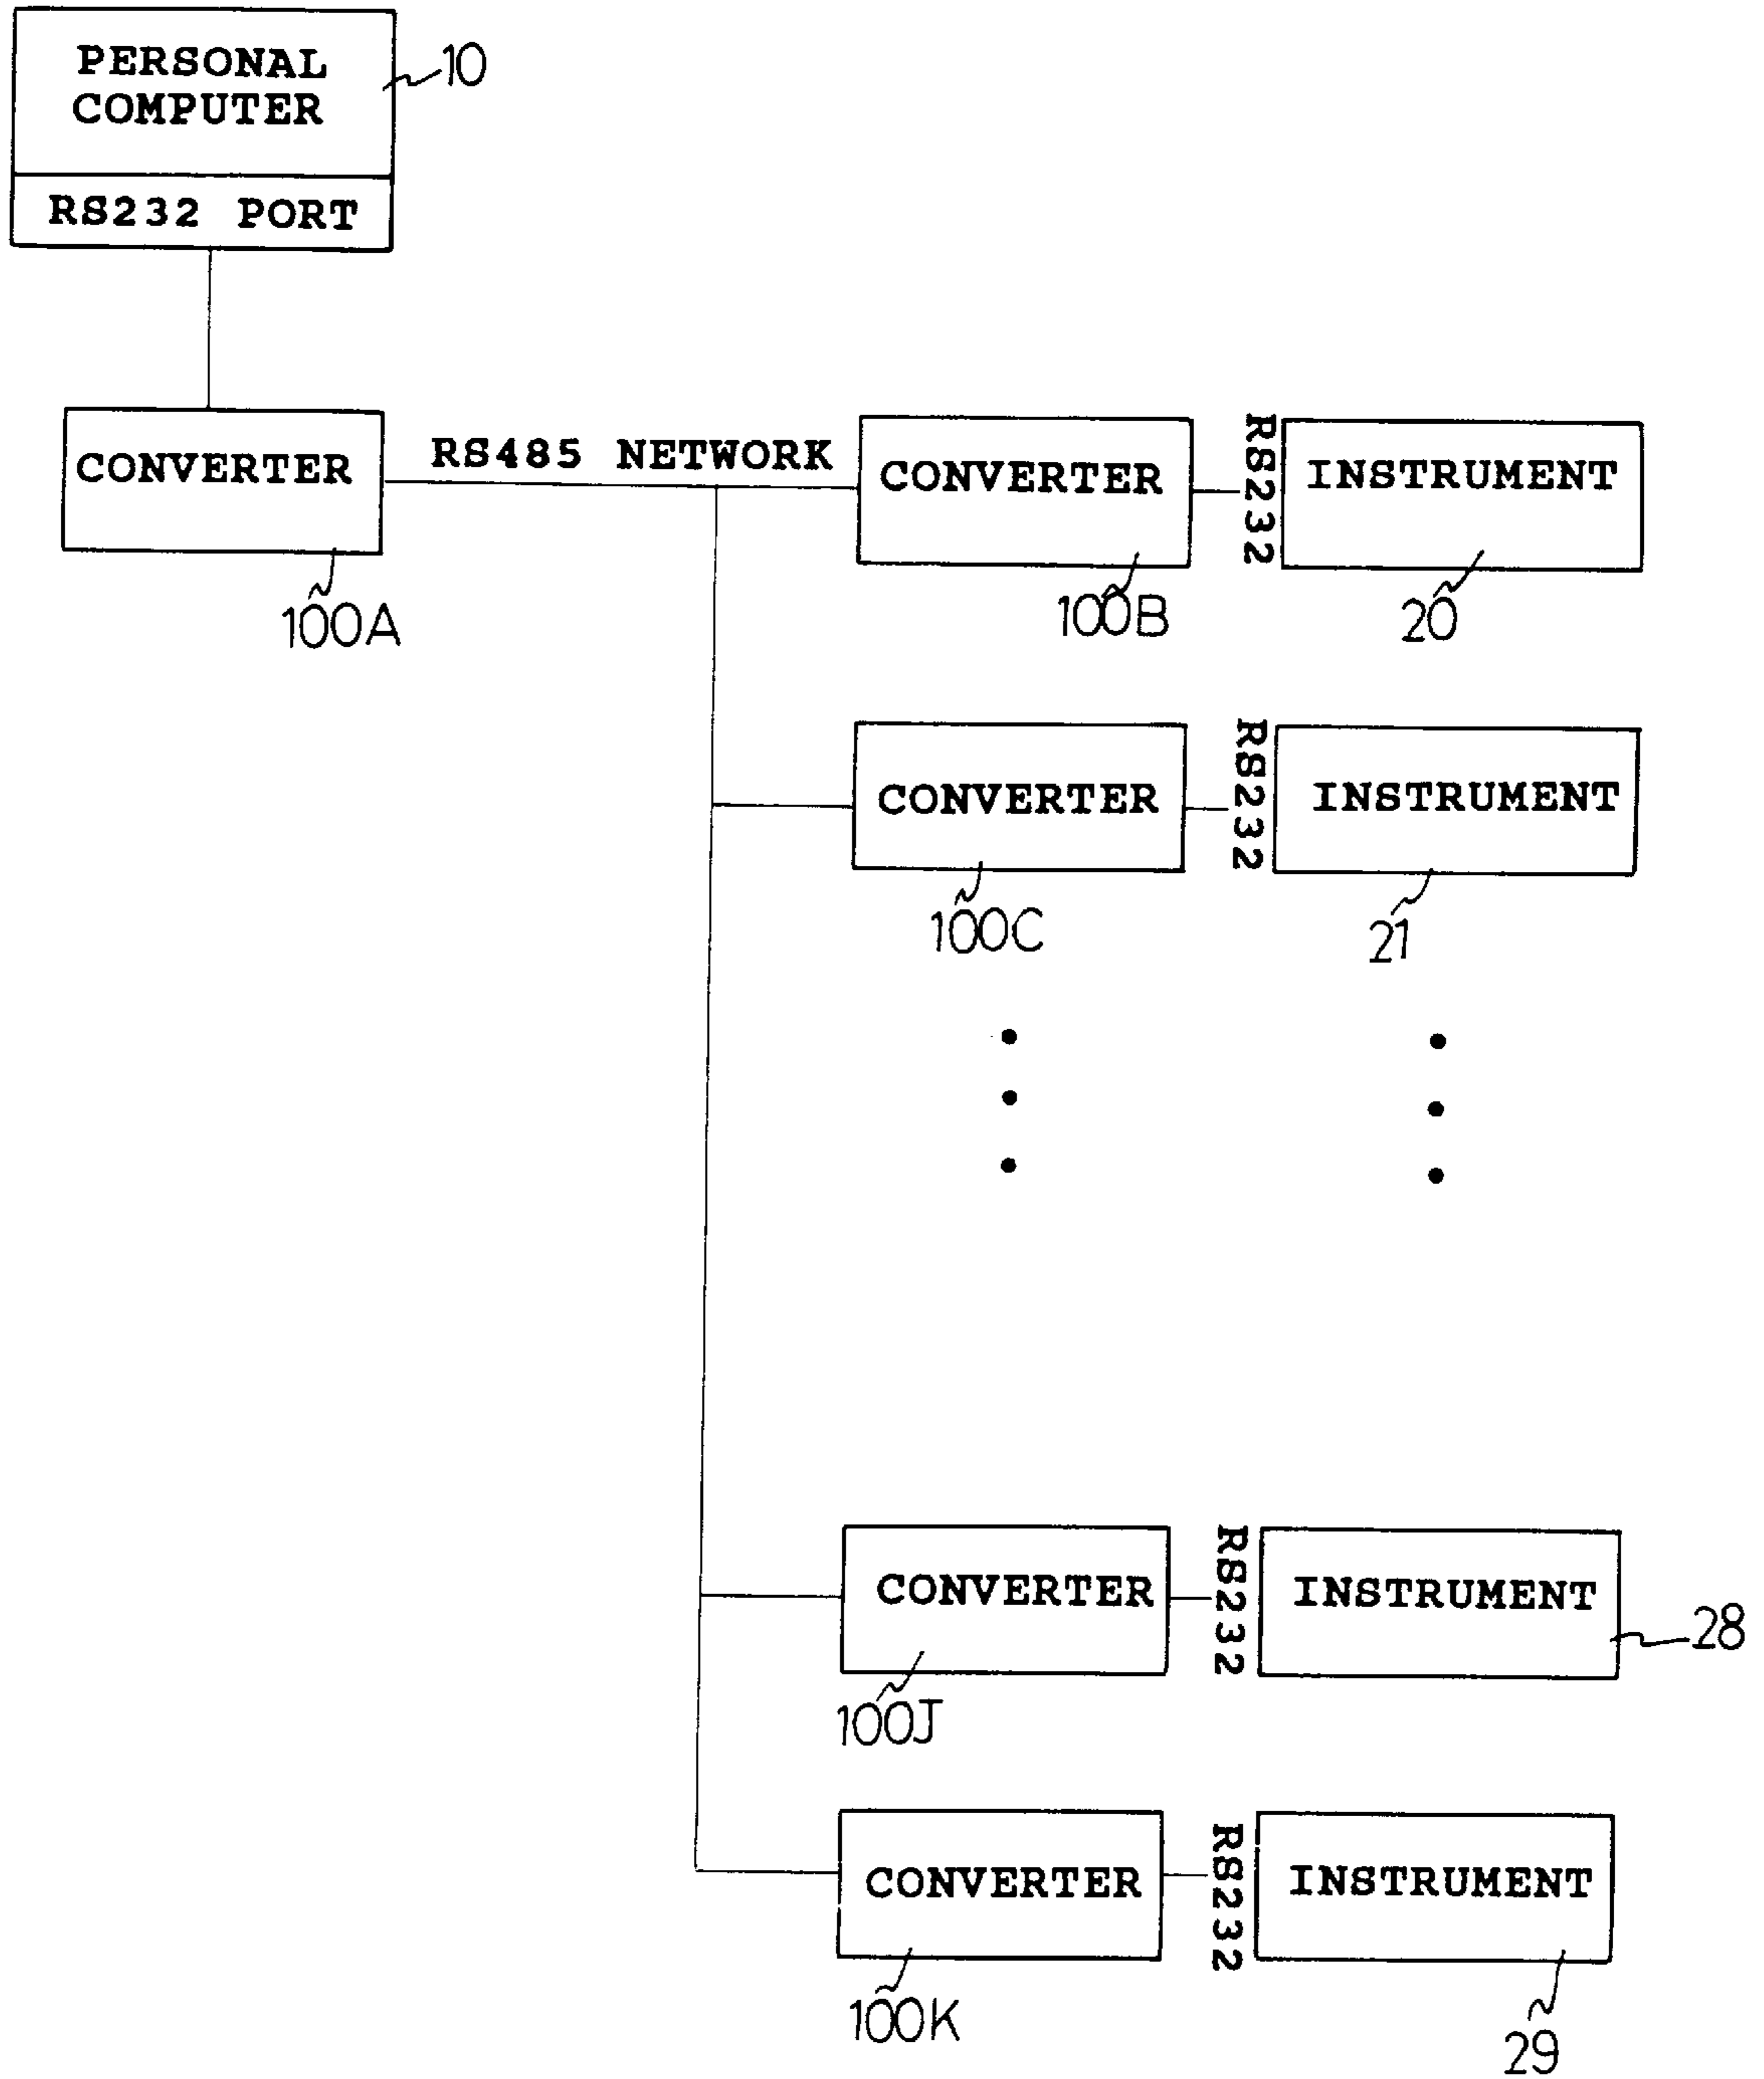 PERSONAL
COMPUTER
10
RS232 PORT
CONVERTER
100A
RS485 NETWORK
CONVERTER
100B
RS232
INSTRUMENT
20
CONVERTER
100C
RS232
INSTRUMENT
21
CONVERTER
100J
RS232
INSTRUMENT
28
CONVERTER
100K
RS232
INSTRUMENT
29